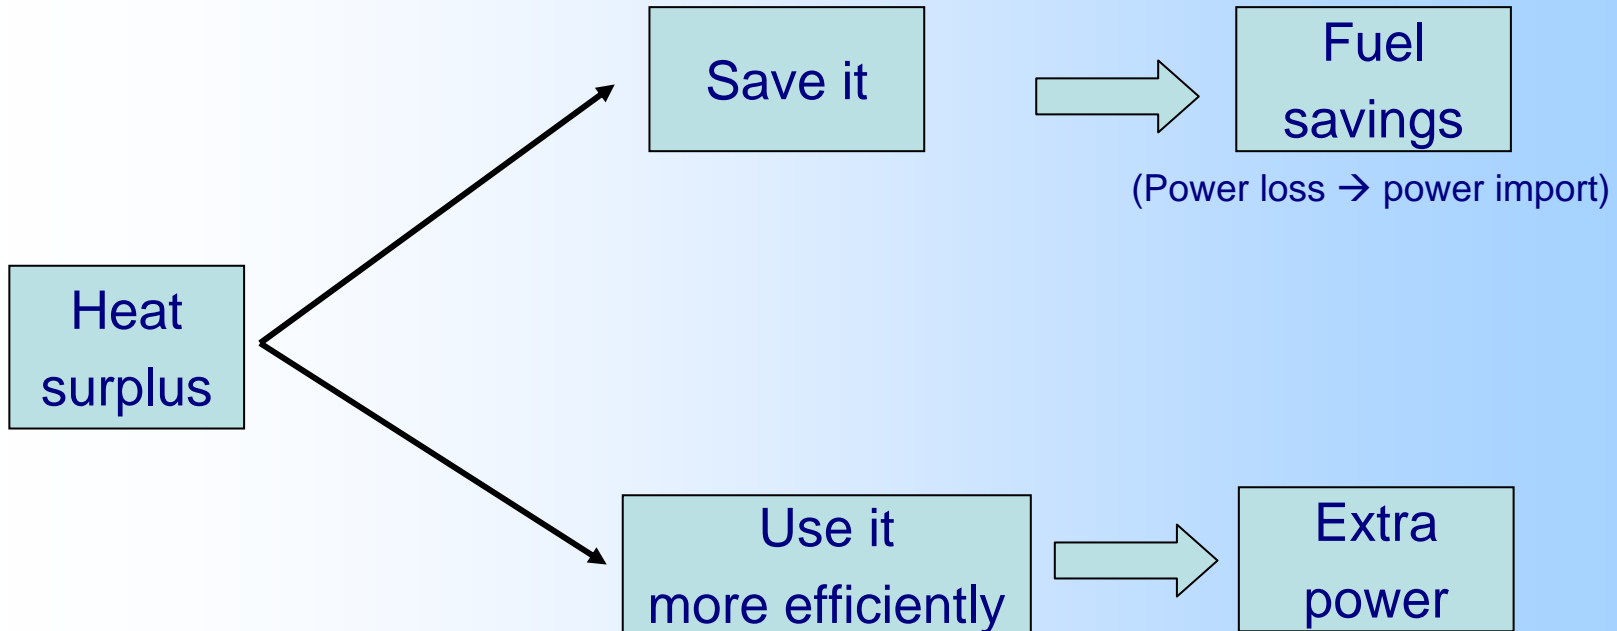 Save it
Fuel
savings
(Power loss → power import)
Heat
surplus
Use it
more efficiently
Extra
power